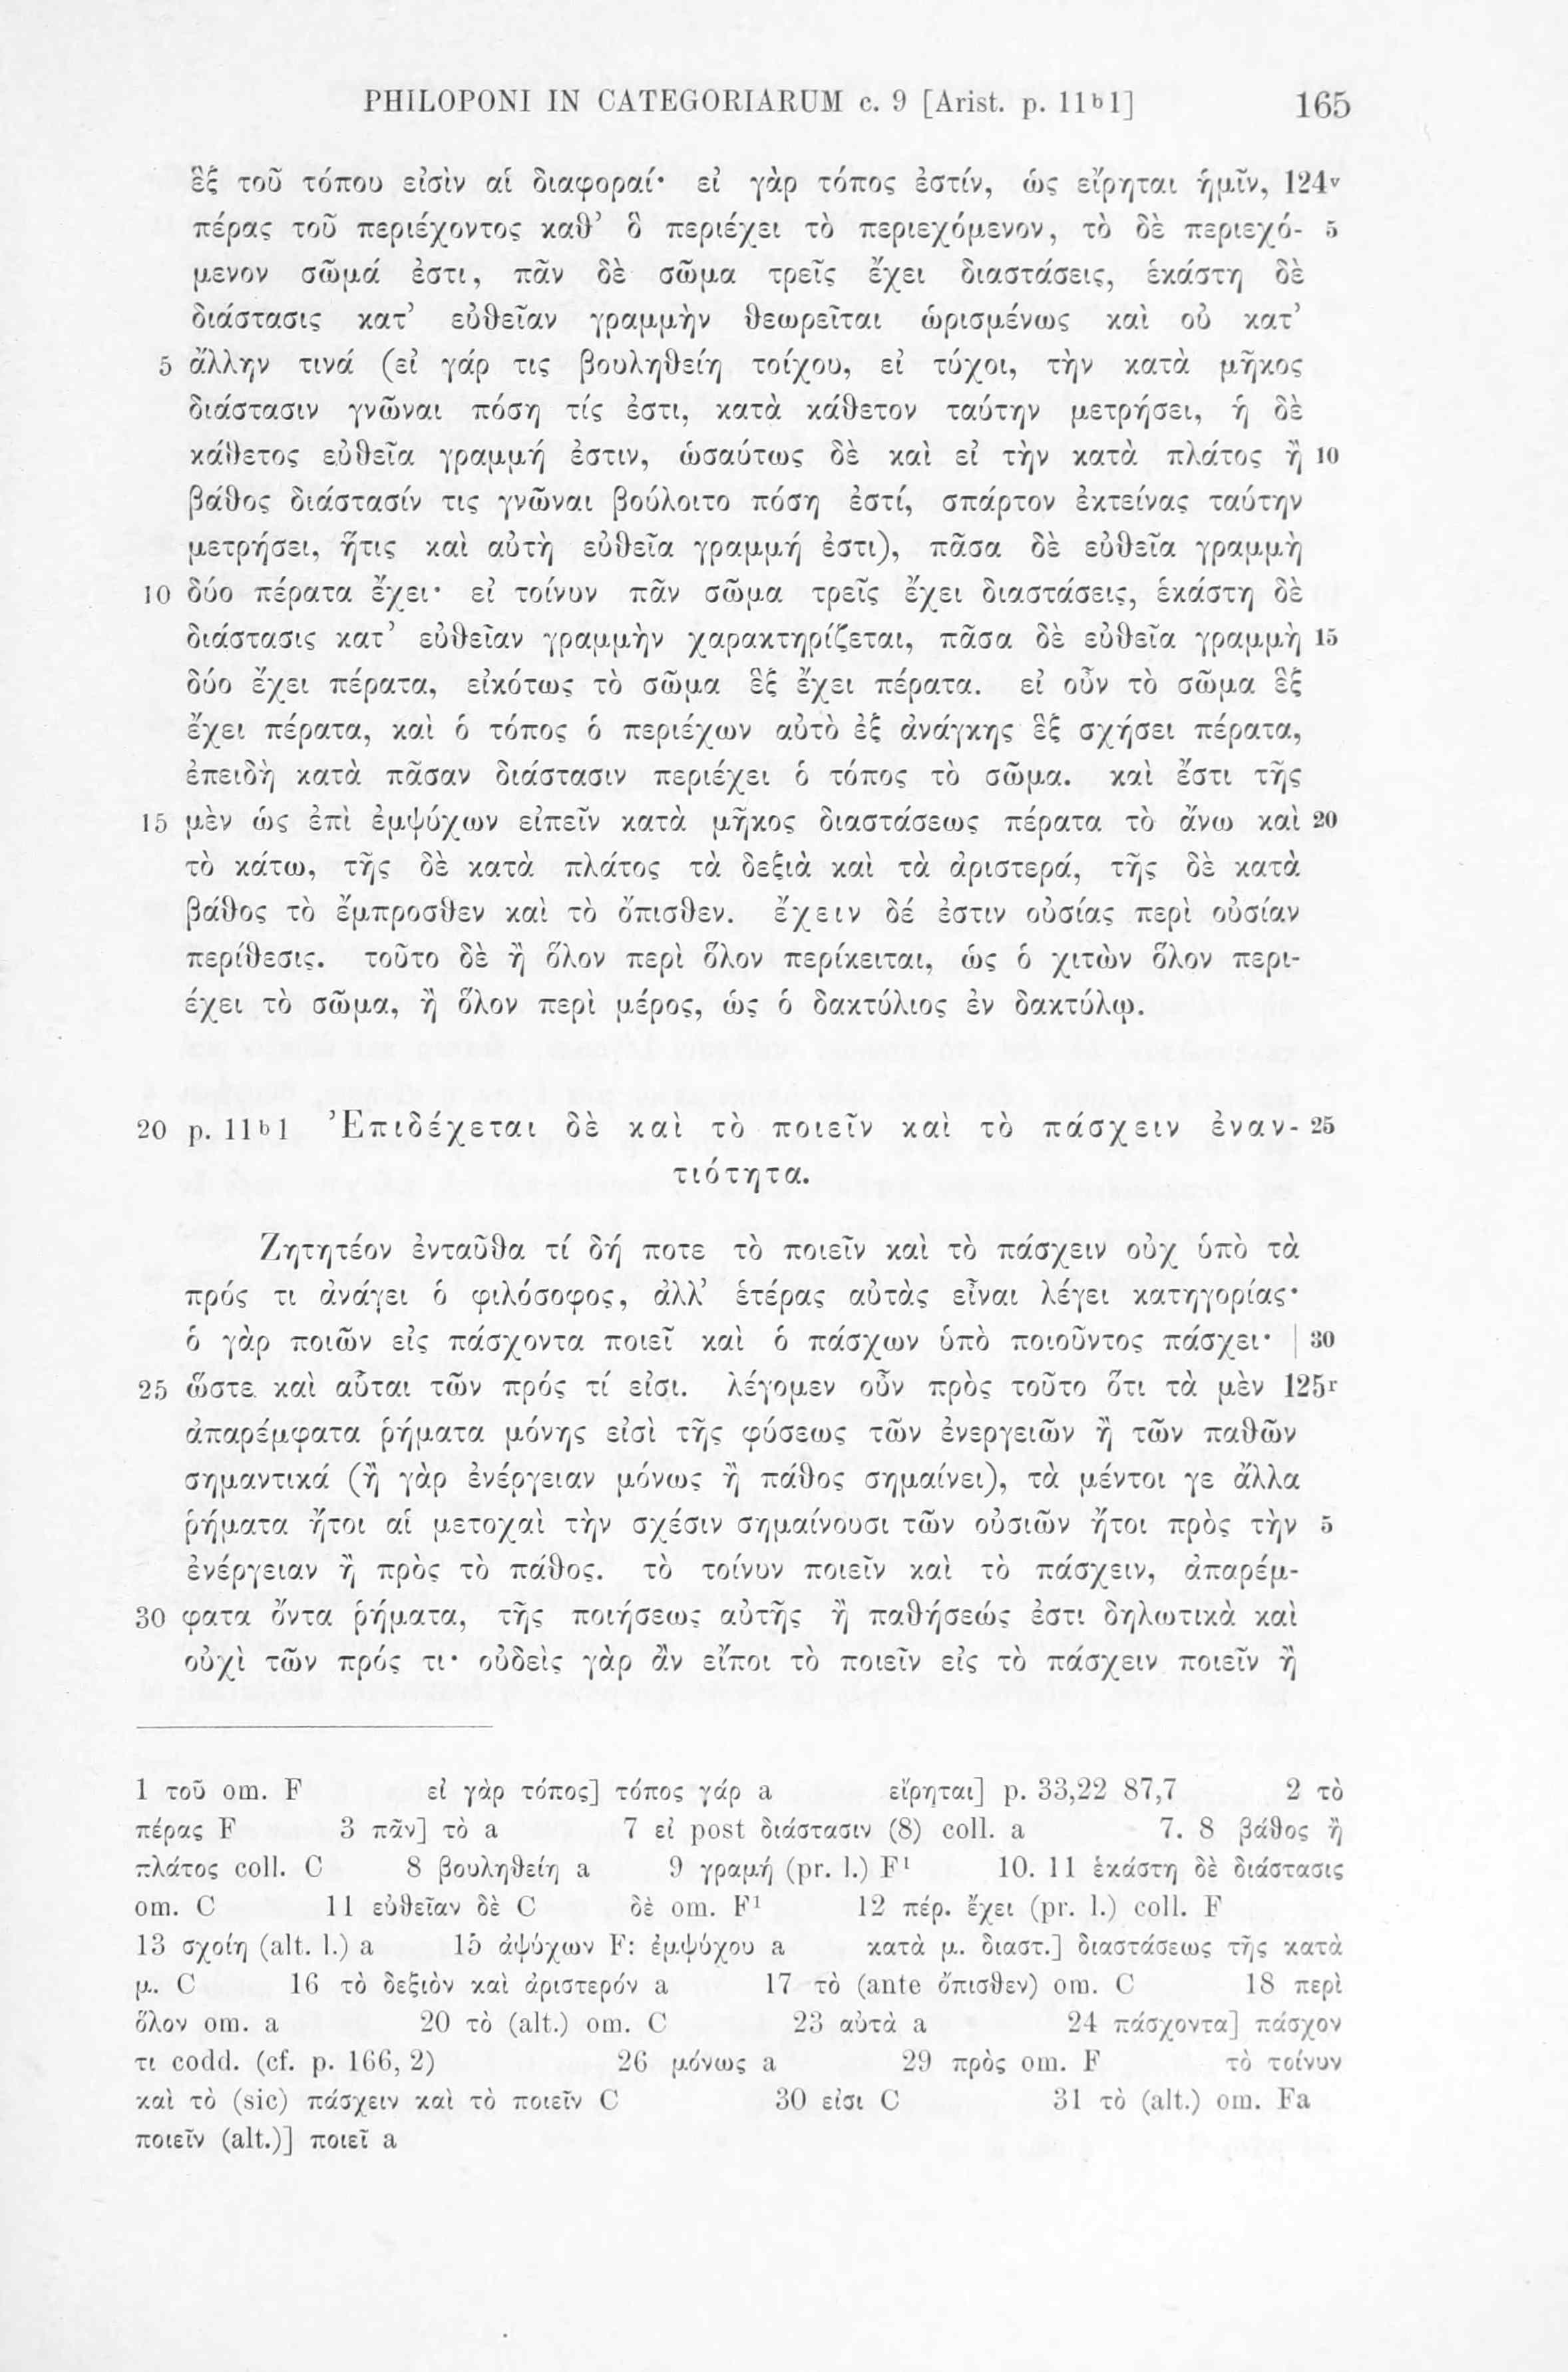 PHILOPONI IN CATEGORIARUM c. 9 [Arist. p. 11b1] 165
ἓξ τοῦ τόπου εἰσὶν αἱ διαφοραί· εἰ γὰρ τόπος ἐστίν, ὡς εἴρηται ἡμῖν, 124v
πέρας τοῦ περιέχοντος καθ’ ὃ περιέχει τὸ περιεχόμενον, τὸ δὲ περιεχό- 5
μενον σῶμά ἐστι, πᾶν δὲ σῶμα τρεῖς ἔχει διαστάσεις, ἑκάστη δὲ
διάστασις κατ’ εὐθεῖαν γραμμὴν θεωρεῖται ὡρισμένως καὶ οὐ κατ’
5 ἄλλην τινά (εἰ γάρ τις βουληθείη τοίχου, εἰ τύχοι, τὴν κατὰ μῆκος
διάστασιν γνῶναι πόση τίς ἐστι, κατὰ κάθετον ταύτην μετρήσει, ἡ δὲ
κάθετος εὐθεῖα γραμμή ἐστιν, ὡσαύτως δὲ καὶ εἰ τὴν κατὰ πλάτος ἢ 10
βάθος διάστασίν τις γνῶναι βούλοιτο πόση ἐστί, σπάρτον ἐκτείνας ταύτην
μετρήσει, ἥτις καὶ αὐτὴ εὐθεῖα γραμμή ἐστι), πᾶσα δὲ εὐθεῖα γραμμὴ
10 δύο πέρατα ἔχει· εἰ τοίνυν πᾶν σῶμα τρεῖς ἔχει διαστάσεις, ἑκάστη δὲ
διάστασις κατ’ εὐθεῖαν γραμμὴν χαρακτηρίζεται, πᾶσα δὲ εὐθεῖα γραμμὴ 15
δύο ἔχει πέρατα, εἰκότως τὸ σῶμα ἓξ ἔχει πέρατα. εἰ οὖν τὸ σῶμα ἓξ
ἔχει πέρατα, καὶ ὁ τόπος ὁ περιέχων αὐτὸ ἐξ ἀνάγκης ἓξ σχήσει πέρατα,
ἐπειδὴ κατὰ πᾶσαν διάστασιν περιέχει ὁ τόπος τὸ σῶμα. καὶ ἔστι τῆς
15 μὲν ὡς ἐπὶ ἐμψύχων εἰπεῖν κατὰ μῆκος διαστάσεως πέρατα τὸ ἄνω καὶ 20
τὸ κάτω, τῆς δὲ κατὰ πλάτος τὰ δεξιὰ καὶ τὰ ἀριστερά, τῆς δὲ κατὰ
βάθος τὸ ἔμπροσθεν καὶ τὸ ὄπισθεν. ἔχειν δέ ἐστιν οὐσίας περὶ οὐσίαν
περίθεσις. τοῦτο δὲ ἢ ὅλον περὶ ὅλον περίκειται, ὡς ὁ χιτὼν ὅλον περι-
έχει τὸ σῶμα, ἢ ὅλον περὶ μέρος, ὡς ὁ δακτύλιος ἐν δακτύλῳ.
20 p. 11b1 Ἐπιδέχεται δὲ καὶ τὸ ποιεῖν καὶ τὸ πάσχειν ἐναν- 25
τιότητα.
Ζητητέον ἐνταῦθα τί δή ποτε τὸ ποιεῖν καὶ τὸ πάσχειν οὐχ ὑπὸ τὰ
πρός τι ἀνάγει ὁ φιλόσοφος, ἀλλ’ ἑτέρας αὐτὰς εἶναι λέγει κατηγορίας·
ὁ γὰρ ποιῶν εἰς πάσχοντα ποιεῖ καὶ ὁ πάσχων ὑπὸ ποιοῦντος πάσχει· | 30
25 ὥστε καὶ αὗται τῶν πρός τί εἰσι. λέγομεν οὖν πρὸς τοῦτο ὅτι τὰ μὲν 125r
ἀπαρέμφατα ῥήματα μόνης εἰσὶ τῆς φύσεως τῶν ἐνεργειῶν ἢ τῶν παθῶν
σημαντικά (ἢ γὰρ ἐνέργειαν μόνως ἢ πάθος σημαίνει), τὰ μέντοι γε ἄλλα
ῥήματα ἤτοι αἱ μετοχαὶ τὴν σχέσιν σημαίνουσι τῶν οὐσιῶν ἤτοι πρὸς τὴν 5
ἐνέργειαν ἢ πρὸς τὸ πάθος. τὸ τοίνυν ποιεῖν καὶ τὸ πάσχειν, ἀπαρέμ-
30 φατα ὄντα ῥήματα, τῆς ποιήσεως αὐτῆς ἢ παθήσεώς ἐστι δηλωτικὰ καὶ
οὐχὶ τῶν πρός τι· οὐδεὶς γὰρ ἂν εἴποι τὸ ποιεῖν εἰς τὸ πάσχειν ποιεῖν ἢ
1 τοῦ om. F εἰ γὰρ τόπος] τόπος γάρ a εἴρηται] p. 33,22 87,7 2 τὸ
πέρας F 3 πᾶν] τὸ a 7 εἰ post διάστασιν (8) coll. a 7. 8 βάθος ἢ
πλάτος coll. C 8 βουληθείη a 9 γραμή (pr. l.) F¹ 10. 11 ἑκάστη δὲ διάστασις
om. C 11 εὐθεῖαν δὲ C δὲ om. F¹ 12 πέρ. ἔχει (pr. l.) coll. F
13 σχοίη (alt. l.) a 15 ἀψύχων F: ἐμψύχου a κατὰ μ. διαστ.] διαστάσεως τῆς κατὰ
μ. C 16 τὸ δεξιὸν καὶ ἀριστερόν a 17 τὸ (ante ὄπισθεν) om. C 18 περὶ
ὅλον om. a 20 τὸ (alt.) om. C 23 αὐτὰ a 24 πάσχοντα] πάσχον
τι codd. (cf. p. 166, 2) 26 μόνως a 29 πρὸς om. F τὸ τοίνυν
καὶ τὸ (sic) πάσχειν καὶ τὸ ποιεῖν C 30 εἰσι C 31 τὸ (alt.) om. Fa
ποιεῖν (alt.)] ποιεῖ a